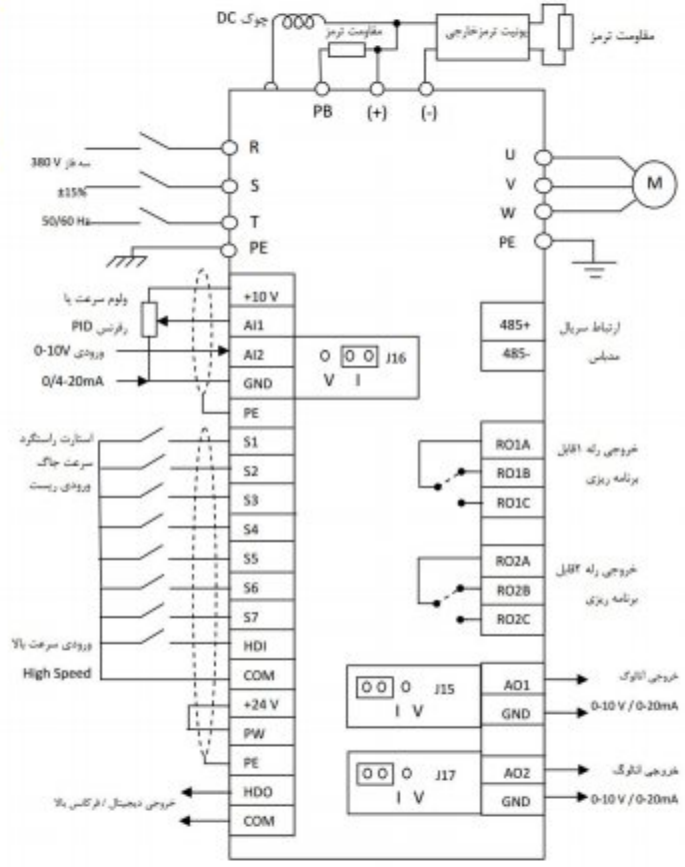 چوک DC
مقاومت ترمز
یونیت ترمزخارجی
مقاومت ترمز
PB
(+)
(-)
سه فاز 380 V
±15%
50/60 Hz
R
S
T
PE
U
V
W
PE
M
ولوم سرعت یا
رفرنس PID
ورودی 0-10V
0/4-20mA
+10 V
AI1
AI2
GND
PE
O O O J16
V I
485+
485-
ارتباط سریال
مدباس
استارت راستگرد
سرعت جاگ
ورودی ریست
ورودی سرعت بالا
High Speed
S1
S2
S3
S4
S5
S6
S7
HDI
COM
+24 V
PW
PE
HDO
COM
خروجی دیجیتال / فرکانس بالا
RO1A
RO1B
RO1C
خروجی رله ۱قابل
برنامه ریزی
RO2A
RO2B
RO2C
خروجی رله ۲قابل
برنامه ریزی
O O O J15
I V
AO1
GND
خروجی آنالوگ
0-10 V / 0-20mA
O O O J17
I V
AO2
GND
خروجی انالوگ
0-10 V / 0-20mA